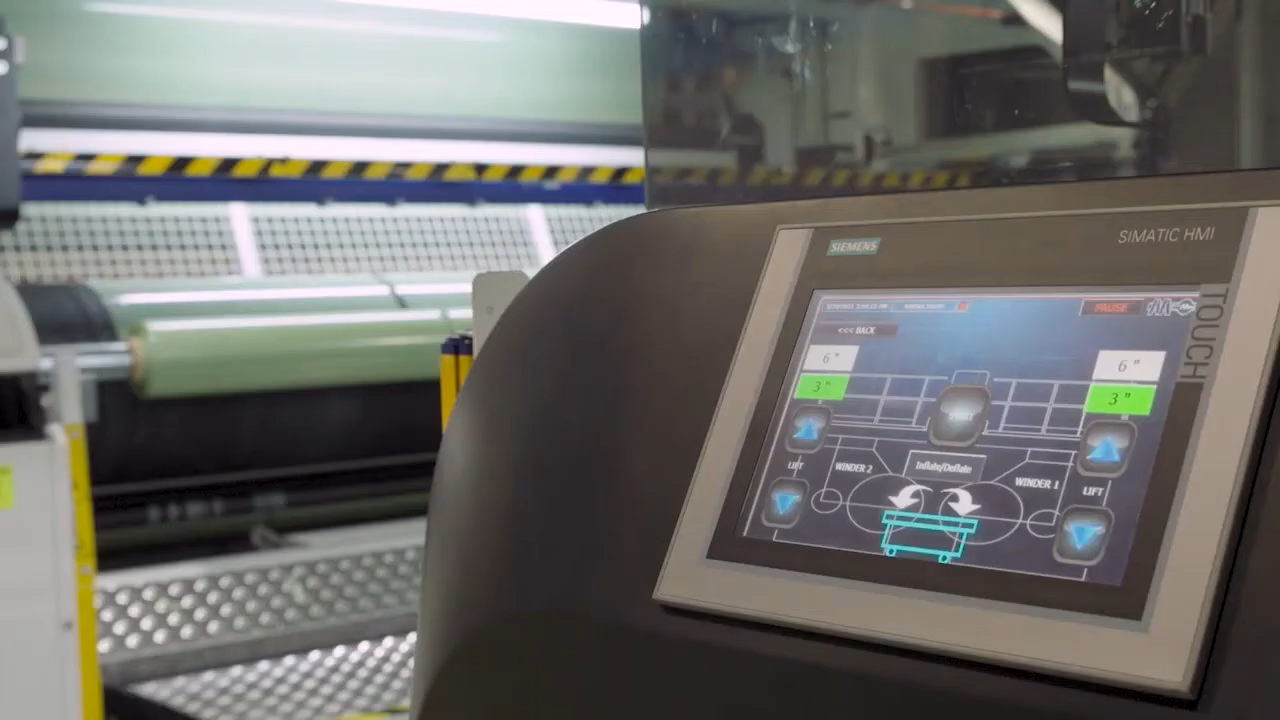 SIEMENS
SIMATIC HMI
TOUCH
PAUSE
<<< BACK
6 "
6 "
3 "
3 "
LIFT
WINDER 2
Inflate/Deflate
WINDER 1
LIFT